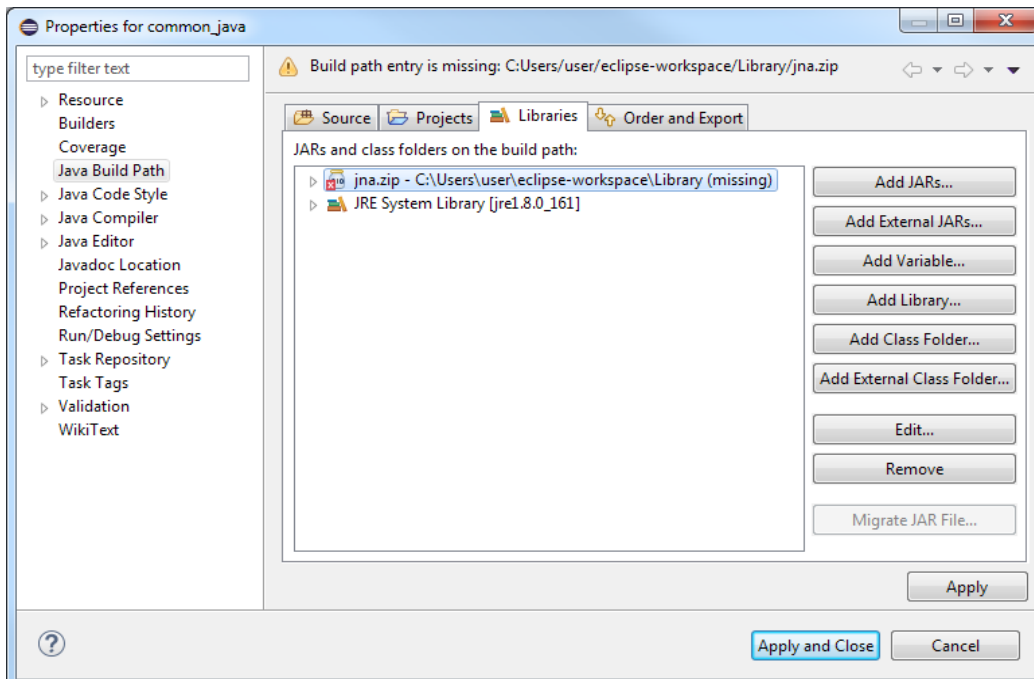 Properties for common_java
type filter text
Resource
Builders
Coverage
Java Build Path
Java Code Style
Java Compiler
Java Editor
Javadoc Location
Project References
Refactoring History
Run/Debug Settings
Task Repository
Task Tags
Validation
WikiText
Build path entry is missing: C:Users/user/eclipse-workspace/Library/jna.zip
Source Projects Libraries Order and Export
JARs and class folders on the build path:
jna.zip - C:\Users\user\eclipse-workspace\Library (missing)
JRE System Library [jre1.8.0_161]
Add JARs...
Add External JARs...
Add Variable...
Add Library...
Add Class Folder...
Add External Class Folder...
Edit...
Remove
Migrate JAR File...
Apply
Apply and Close Cancel